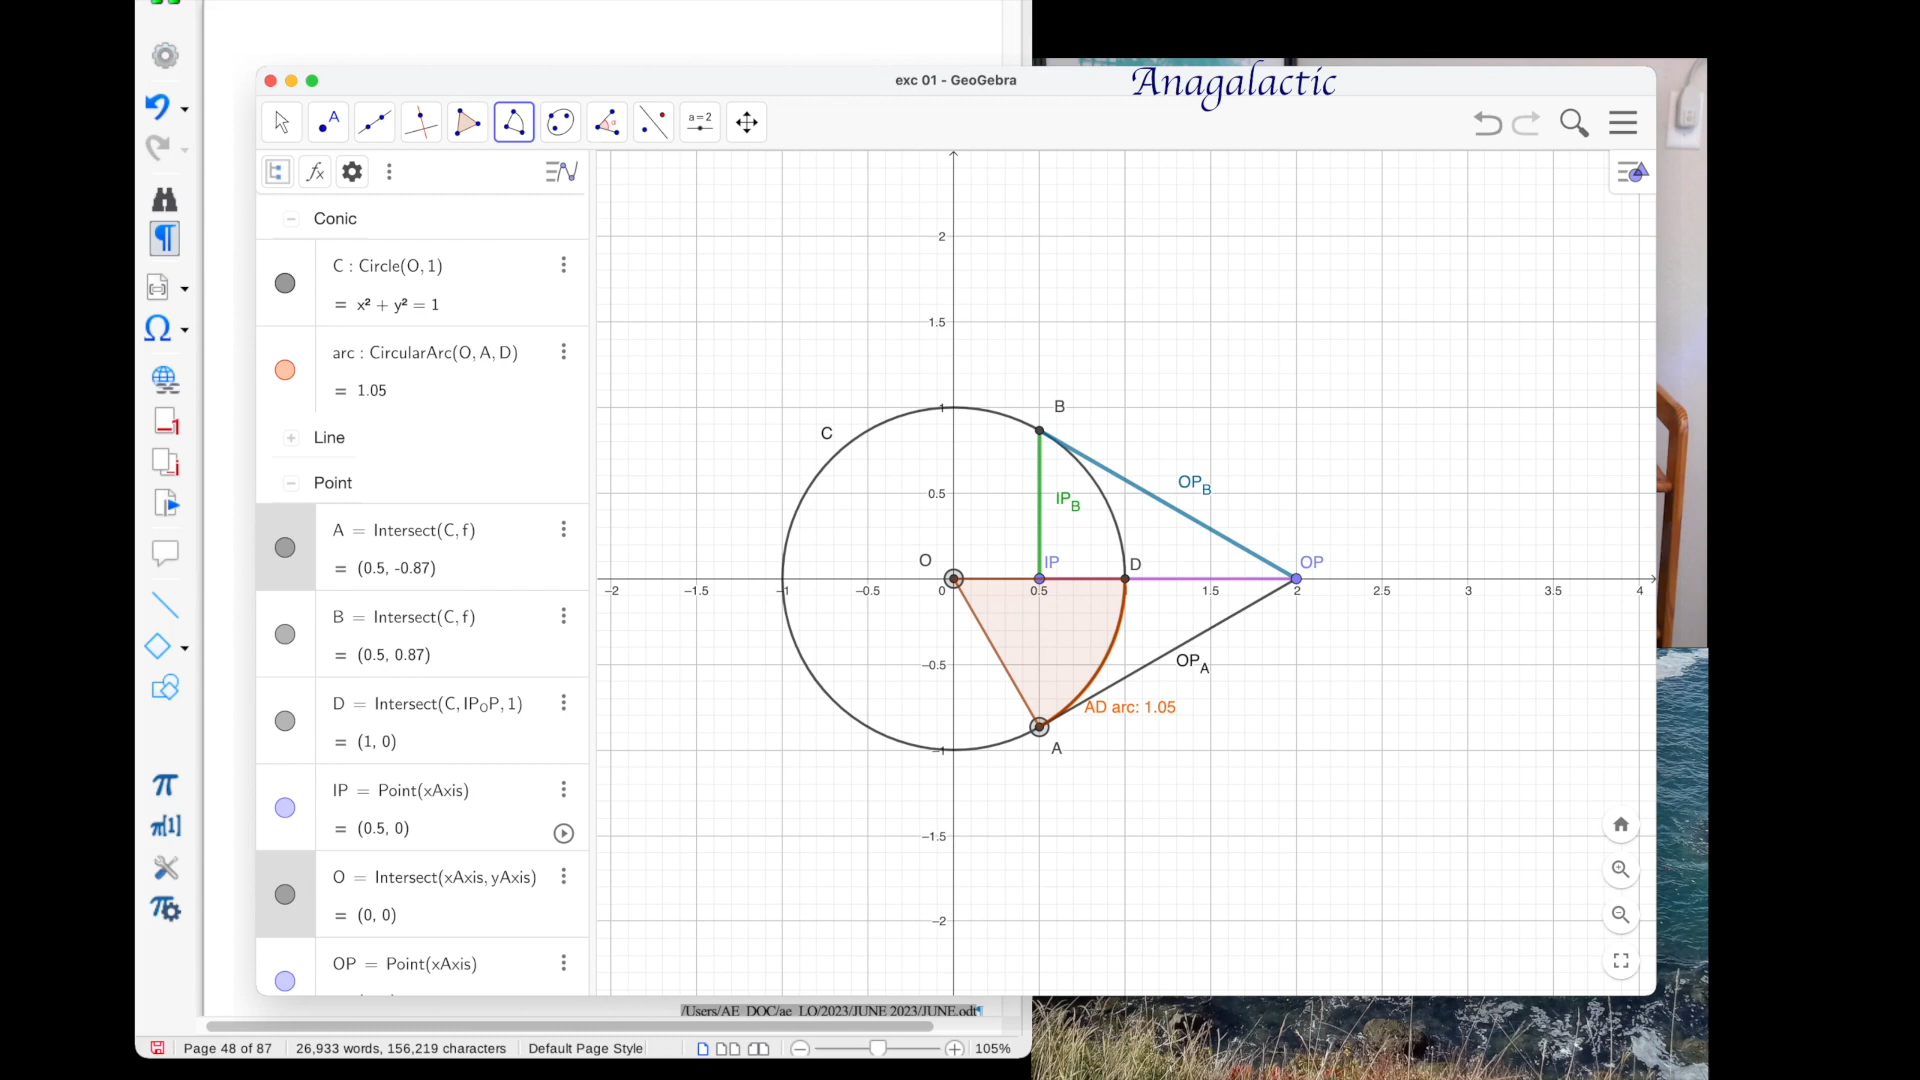 exc 01 - GeoGebra
Anagalactic
A
α
a=2
fx
Conic
C : Circle(O, 1)
= x² + y² = 1
arc : CircularArc(O, A, D)
= 1.05
Line
Point
A = Intersect(C, f)
= (0.5, -0.87)
B = Intersect(C, f)
= (0.5, 0.87)
D = Intersect(C, IPOP, 1)
= (1, 0)
IP = Point(xAxis)
= (0.5, 0)
O = Intersect(xAxis, yAxis)
= (0, 0)
OP = Point(xAxis)
2
1.5
1
B
C
0.5
OPB
IPB
O
IP
D
OP
−2
−1.5
−1
−0.5
0
0.5
1.5
2
2.5
3
3.5
4
−0.5
OPA
AD arc: 1.05
A
−1
−1.5
−2
Ω
1
i
π
π[1]
π
/Users/AE_DOC/ae_LO/2023/JUNE 2023/JUNE.odt¶
Page 48 of 87
26,933 words, 156,219 characters
Default Page Style
105%